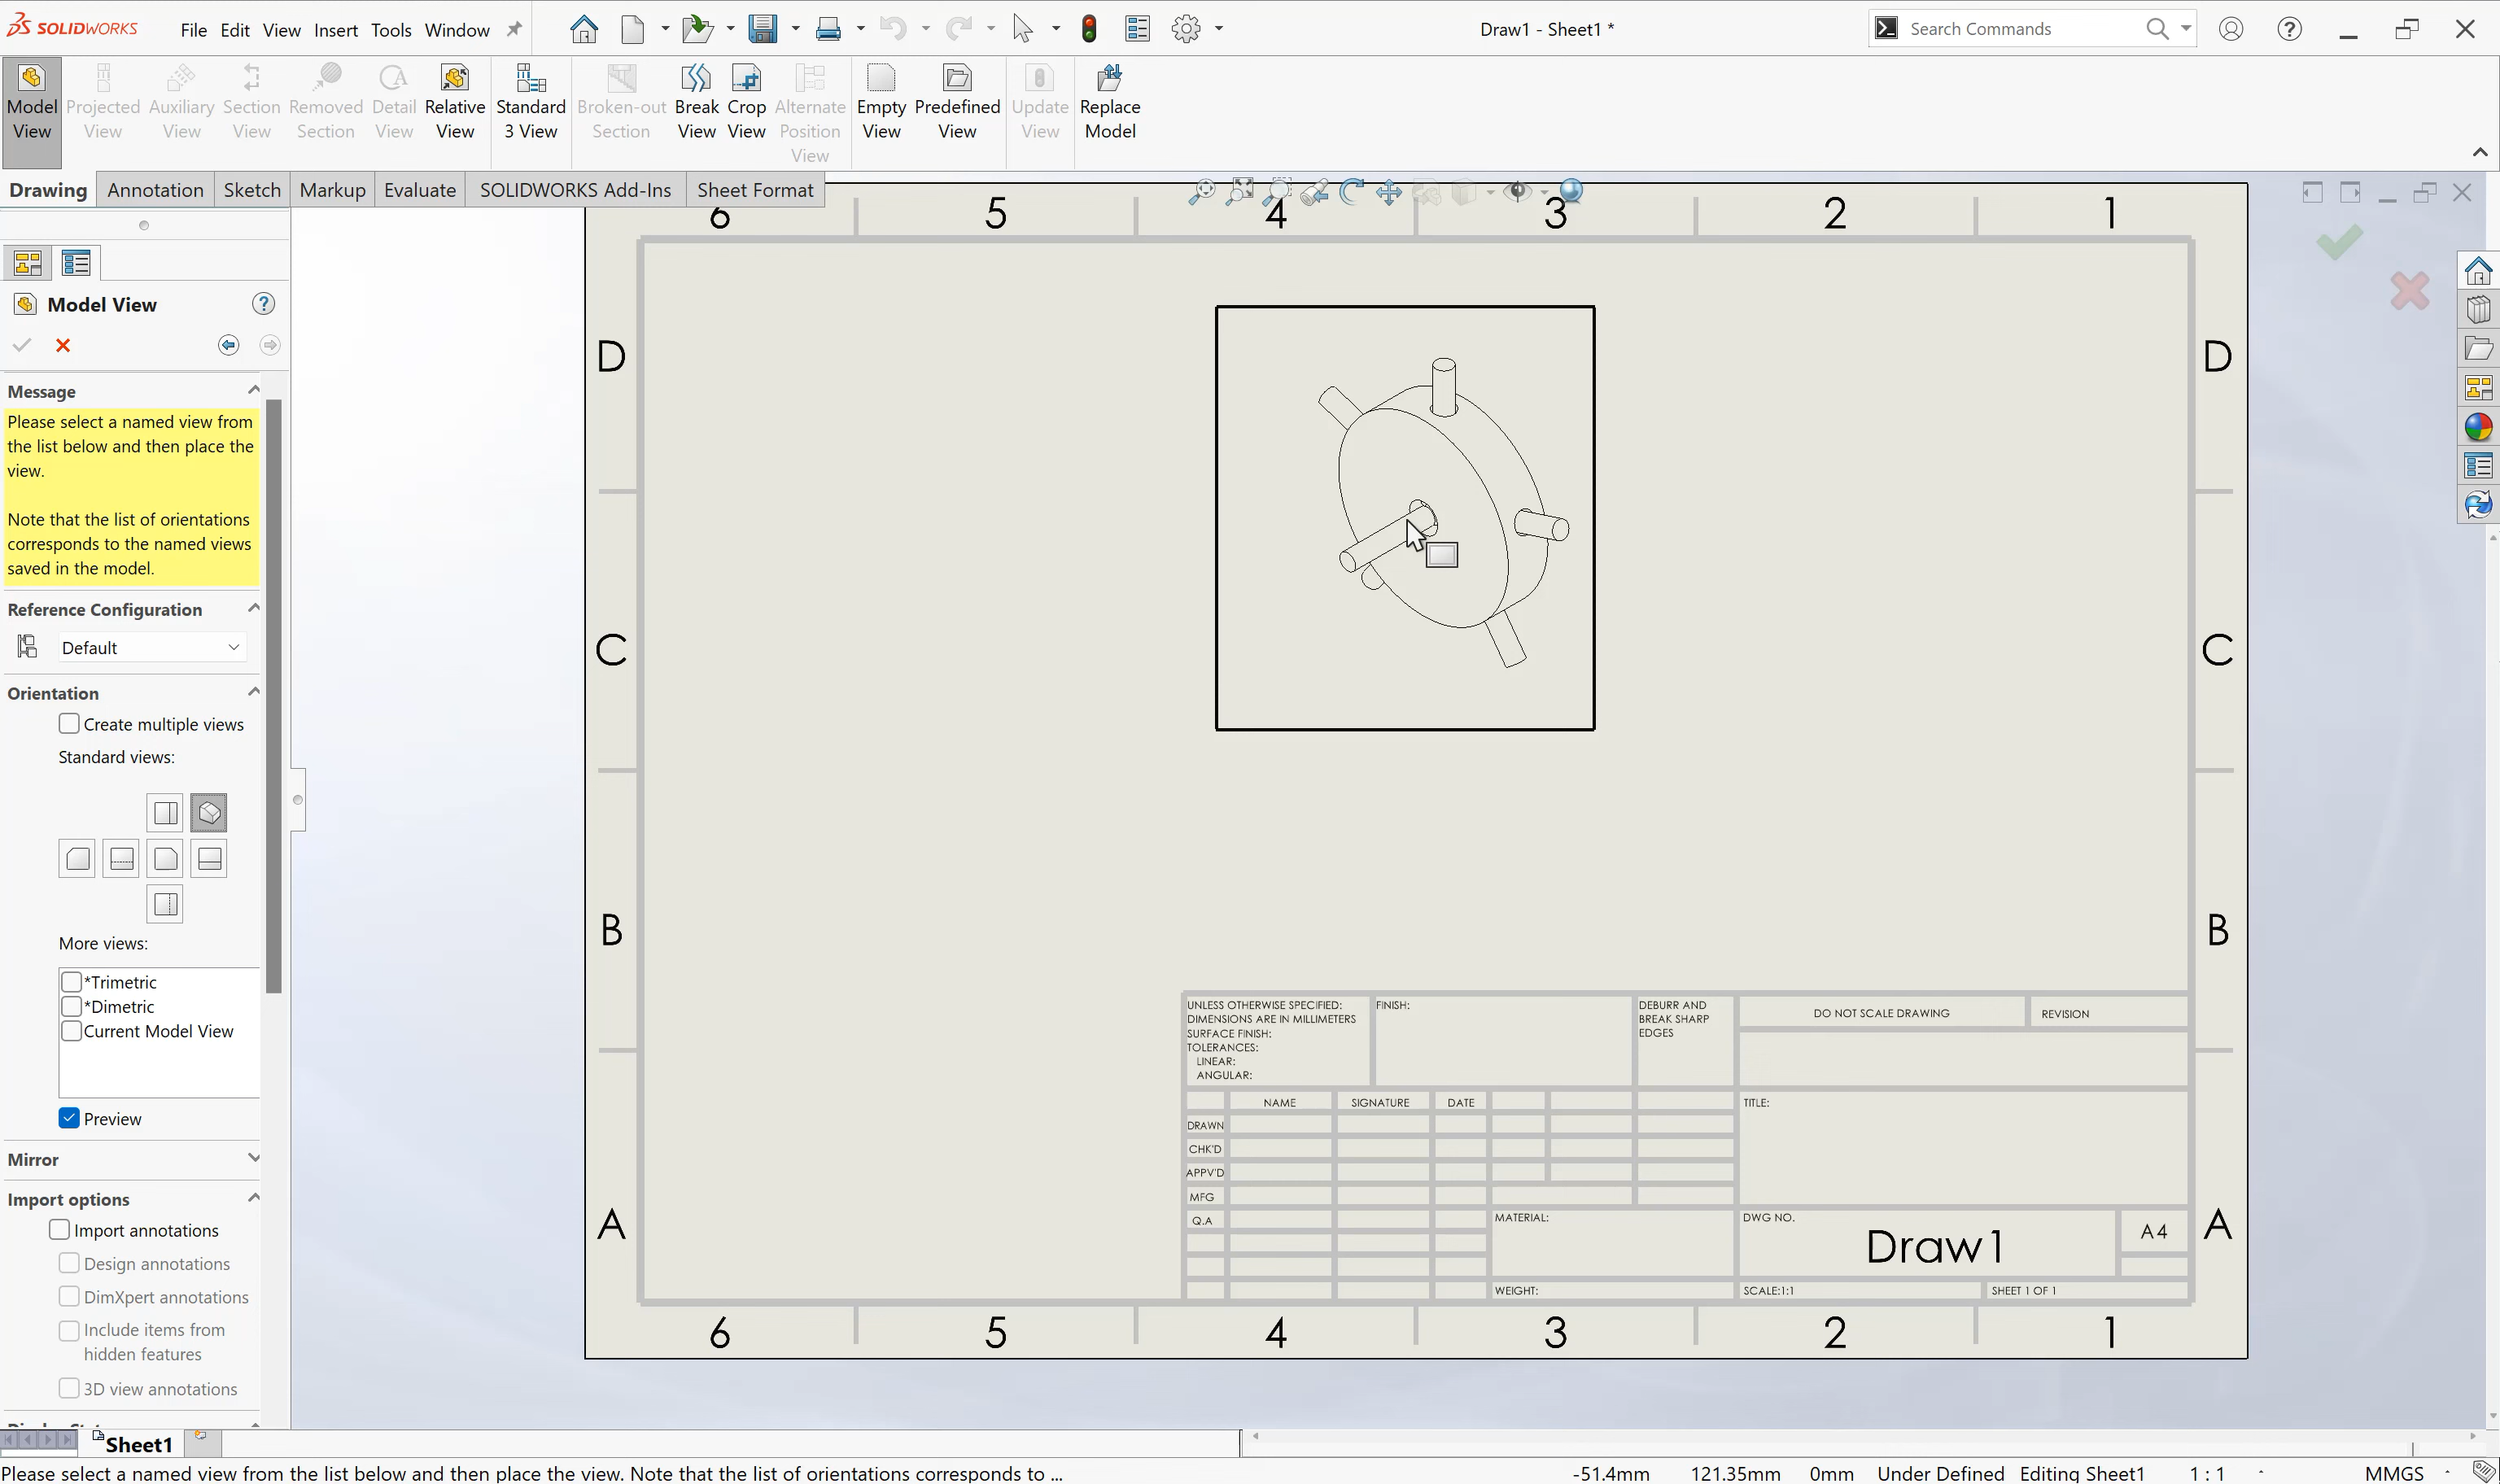 SOLIDWORKS
File Edit View Insert Tools Window
Draw1 - Sheet1 *
Search Commands
Model View
Projected View
Auxiliary View
Section View
Removed Section
Detail View
Relative View
Standard 3 View
Broken-out Section
Break View
Crop View
Alternate Position View
Empty View
Predefined View
Update View
Replace Model
Drawing Annotation Sketch Markup Evaluate SOLIDWORKS Add-Ins Sheet Format
Model View
Message
Please select a named view from
the list below and then place the
view.
Note that the list of orientations
corresponds to the named views
saved in the model.
Reference Configuration
Default
Orientation
Create multiple views
Standard views:
More views:
*Trimetric
*Dimetric
Current Model View
Preview
Mirror
Import options
Import annotations
Design annotations
DimXpert annotations
Include items from
hidden features
3D view annotations
6 5 4 3 2 1
D D
C C
B B
A A
6 5 4 3 2 1
UNLESS OTHERWISE SPECIFIED:
DIMENSIONS ARE IN MILLIMETERS
SURFACE FINISH:
TOLERANCES:
LINEAR:
ANGULAR:
FINISH:
DEBURR AND
BREAK SHARP
EDGES
DO NOT SCALE DRAWING
REVISION
NAME SIGNATURE DATE
TITLE:
DRAWN
CHK'D
APPV'D
MFG
Q.A
MATERIAL:
DWG NO.
Draw1
A4
WEIGHT:
SCALE:1:1
SHEET 1 OF 1
Sheet1
Please select a named view from the list below and then place the view. Note that the list of orientations corresponds to ...
-51.4mm 121.35mm 0mm Under Defined Editing Sheet1 1 : 1 MMGS